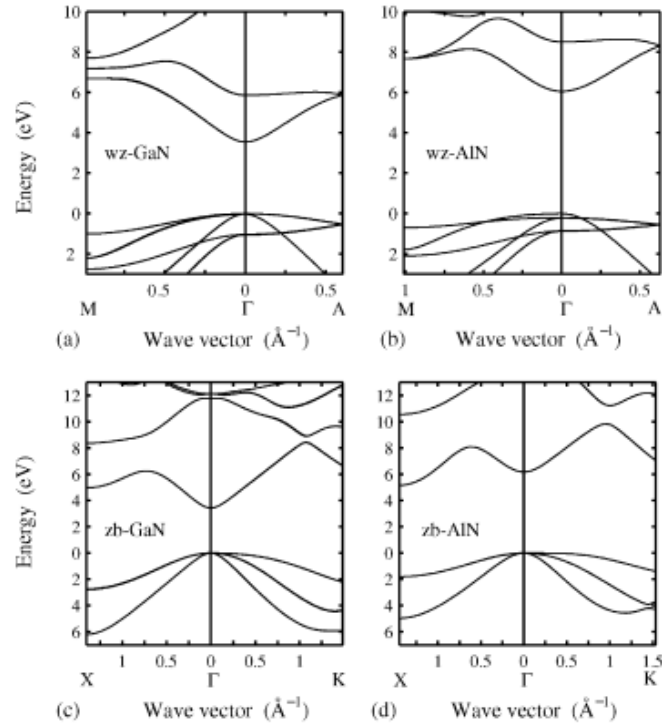 10
8
6
4
2
0
2
Energy (eV)
wz-GaN
0.5
0
0.5
M
Γ
A
(a)
Wave vector (Å⁻¹)
10
8
6
4
2
0
2
wz-AlN
1
0.5
0
0.5
M
Γ
A
(b)
Wave vector (Å⁻¹)
12
10
8
6
4
2
0
2
4
6
Energy (eV)
zb-GaN
1
0.5
0
0.5
1
X
Γ
K
(c)
Wave vector (Å⁻¹)
12
10
8
6
4
2
0
2
4
6
zb-AlN
1
0.5
0
0.5
1
1.5
X
Γ
K
(d)
Wave vector (Å⁻¹)